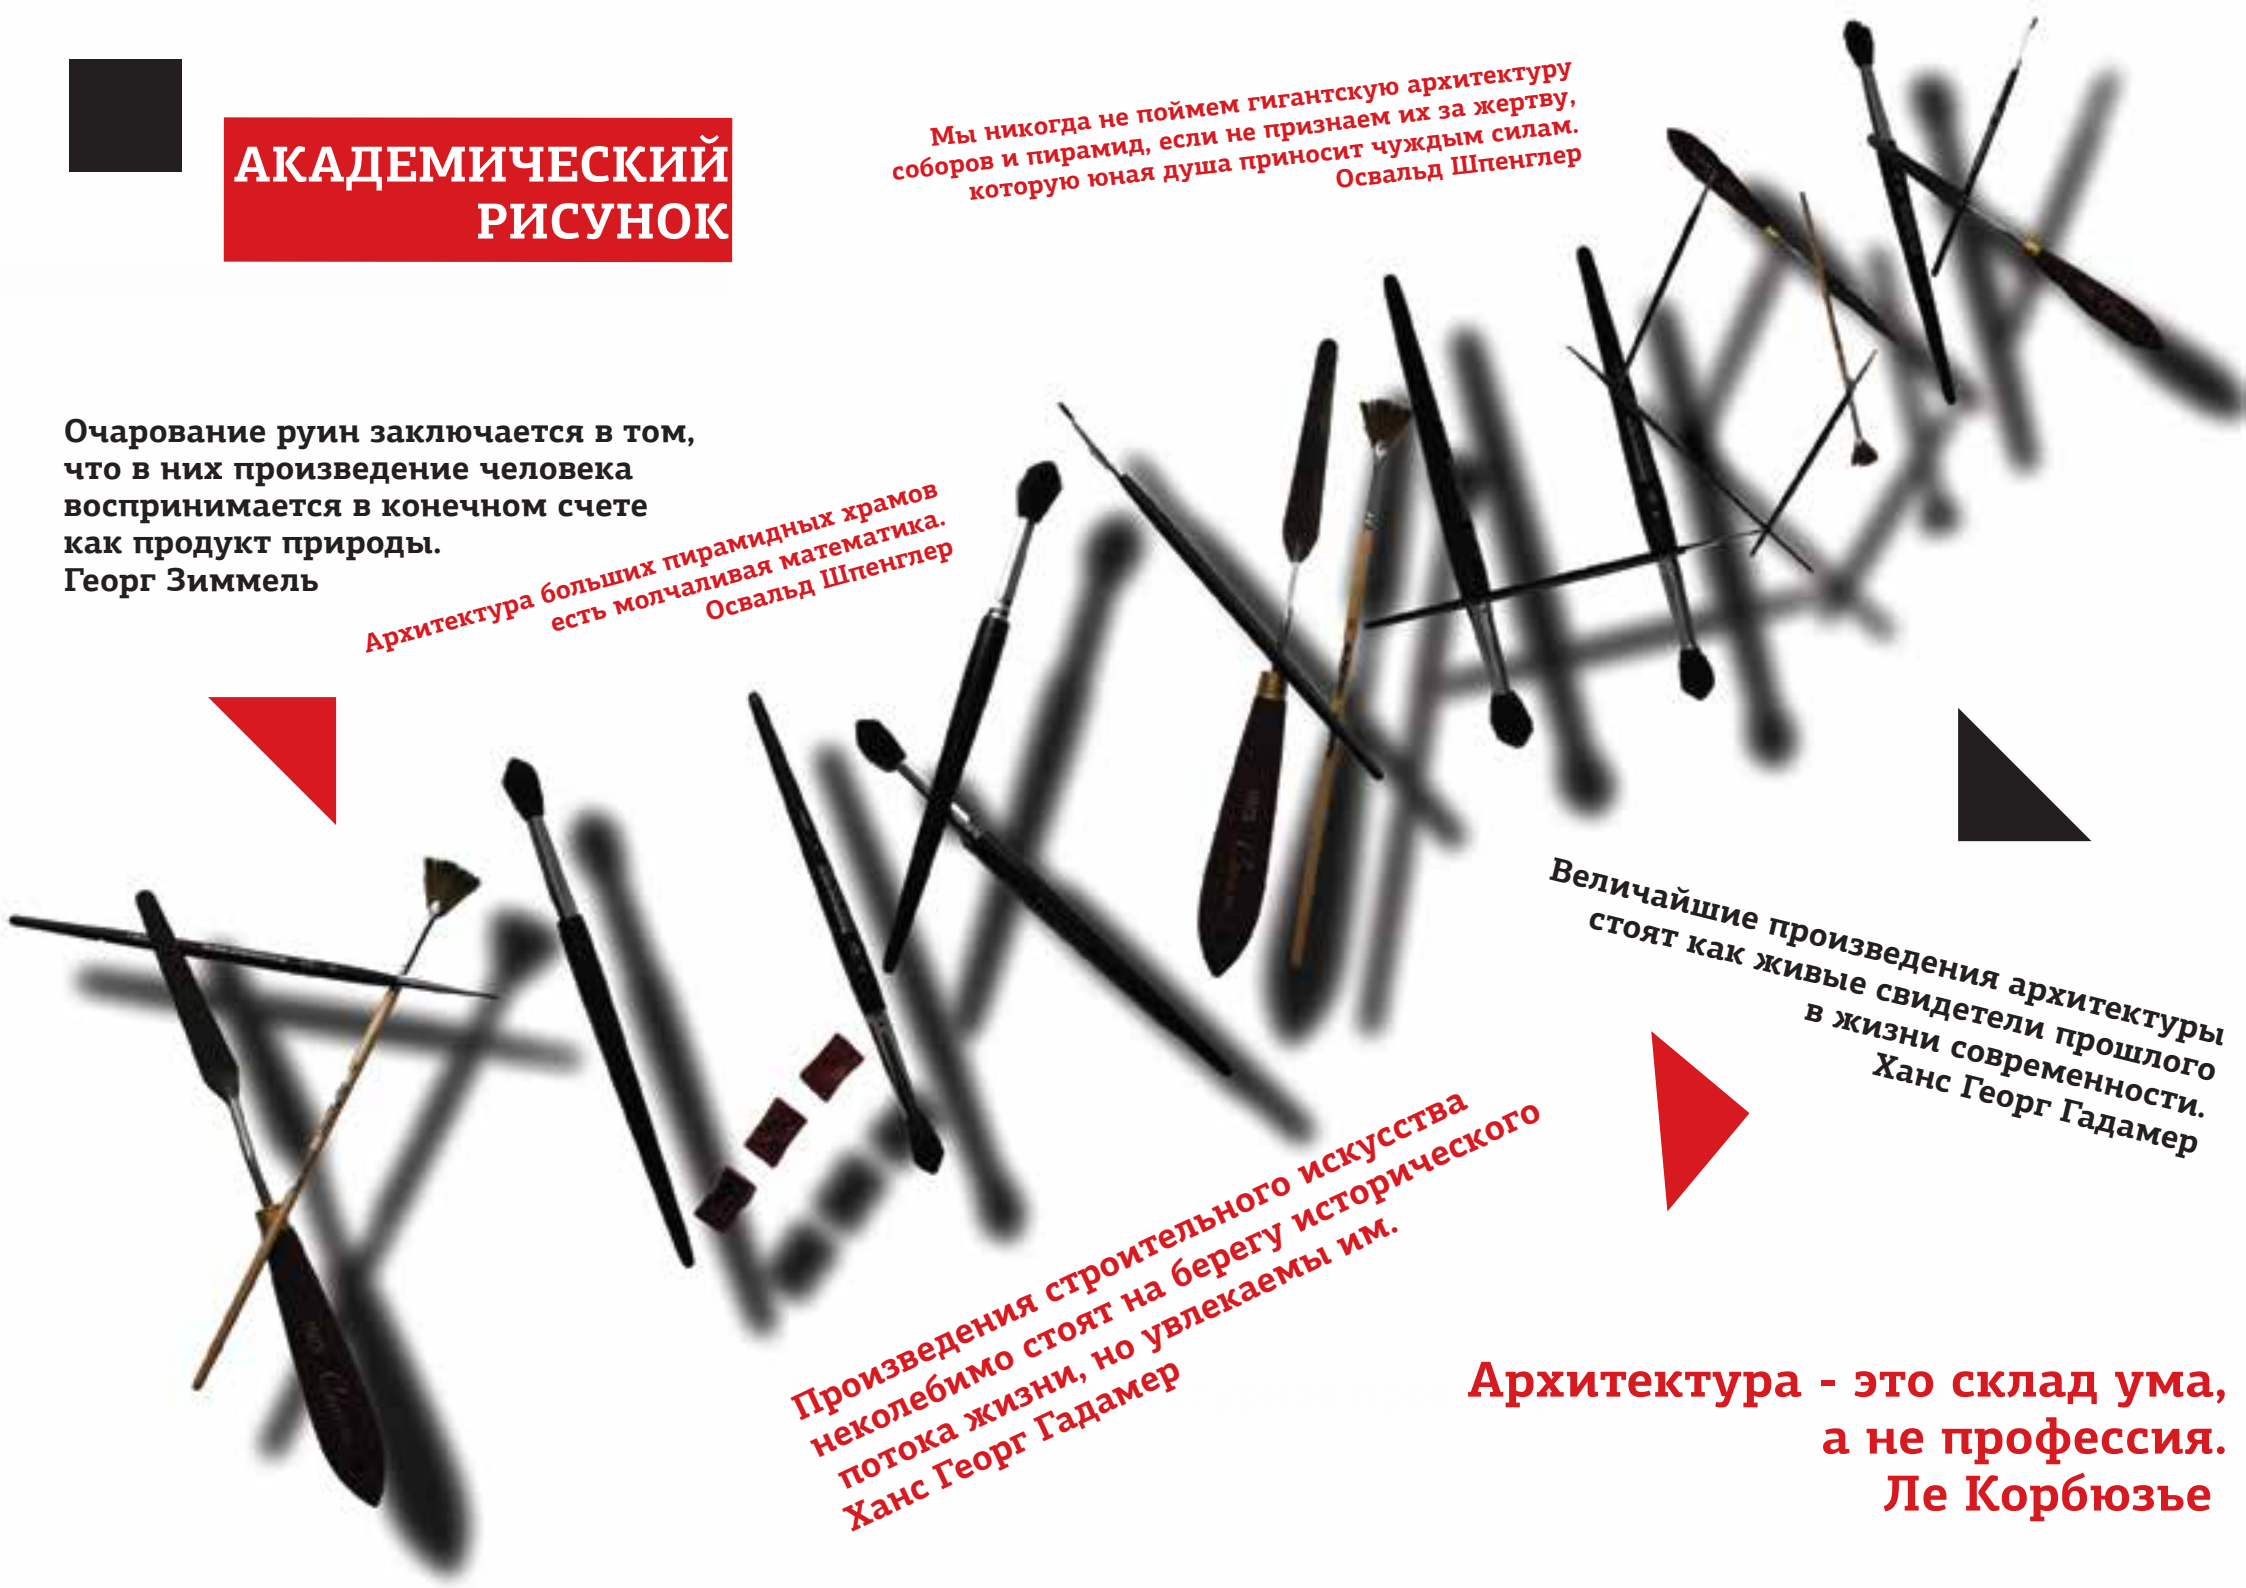 АКАДЕМИЧЕСКИЙ
РИСУНОК
Мы никогда не поймем гигантскую архитектуру
соборов и пирамид, если не признаем их за жертву,
которую юная душа приносит чуждым силам.
Освальд Шпенглер
Очарование руин заключается в том,
что в них произведение человека
воспринимается в конечном счете
как продукт природы.
Георг Зиммель
Архитектура больших пирамидных храмов
есть молчаливая математика.
Освальд Шпенглер
Величайшие произведения архитектуры
стоят как живые свидетели прошлого
в жизни современности.
Ханс Георг Гадамер
Произведения строительного искусства
неколебимо стоят на берегу исторического
потока жизни, но увлекаемы им.
Ханс Георг Гадамер
Архитектура - это склад ума,
а не профессия.
Ле Корбюзье